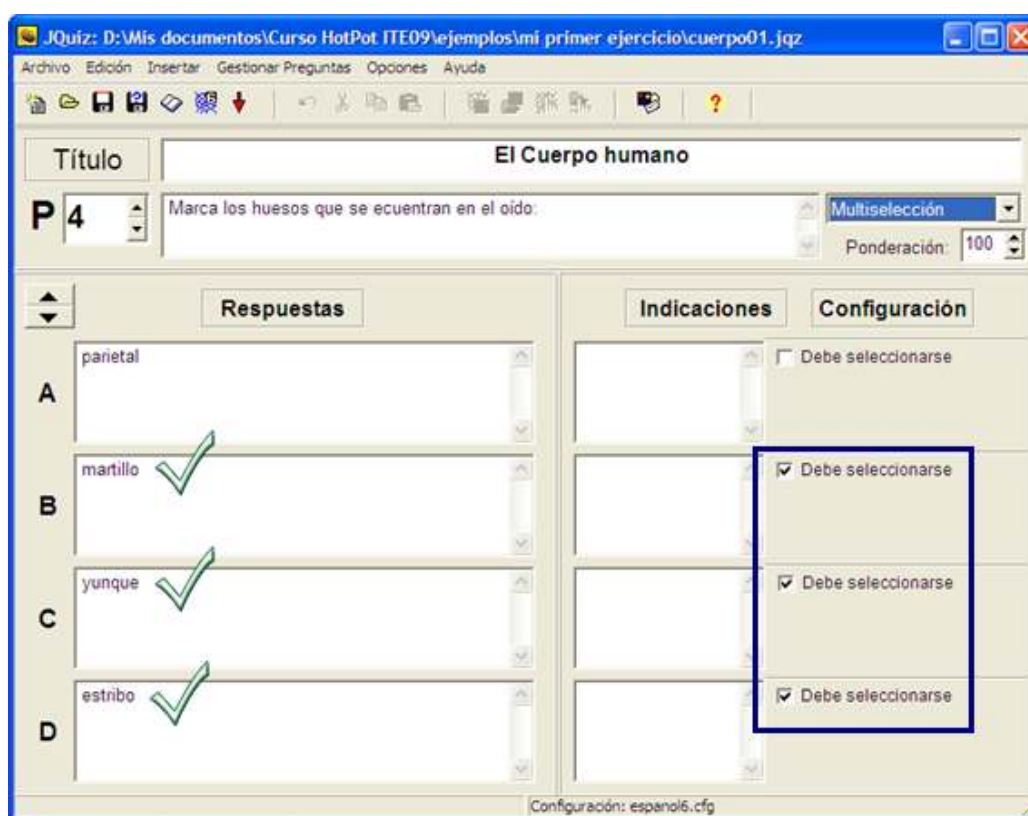 JQuiz: D:\Mis documentos\Curso HotPot ITE09\ejemplos\mi primer ejercicio\cuerpo01.jqz
Archivo Edición Insertar Gestionar Preguntas Opciones Ayuda
Título El Cuerpo humano
P 4 Marca los huesos que se ecuentran en el oído: Multiselección
Ponderación: 100
Respuestas Indicaciones Configuración
A parietal Debe seleccionarse
B martillo Debe seleccionarse
C yunque Debe seleccionarse
D estribo Debe seleccionarse
Configuración: espanol6.cfg